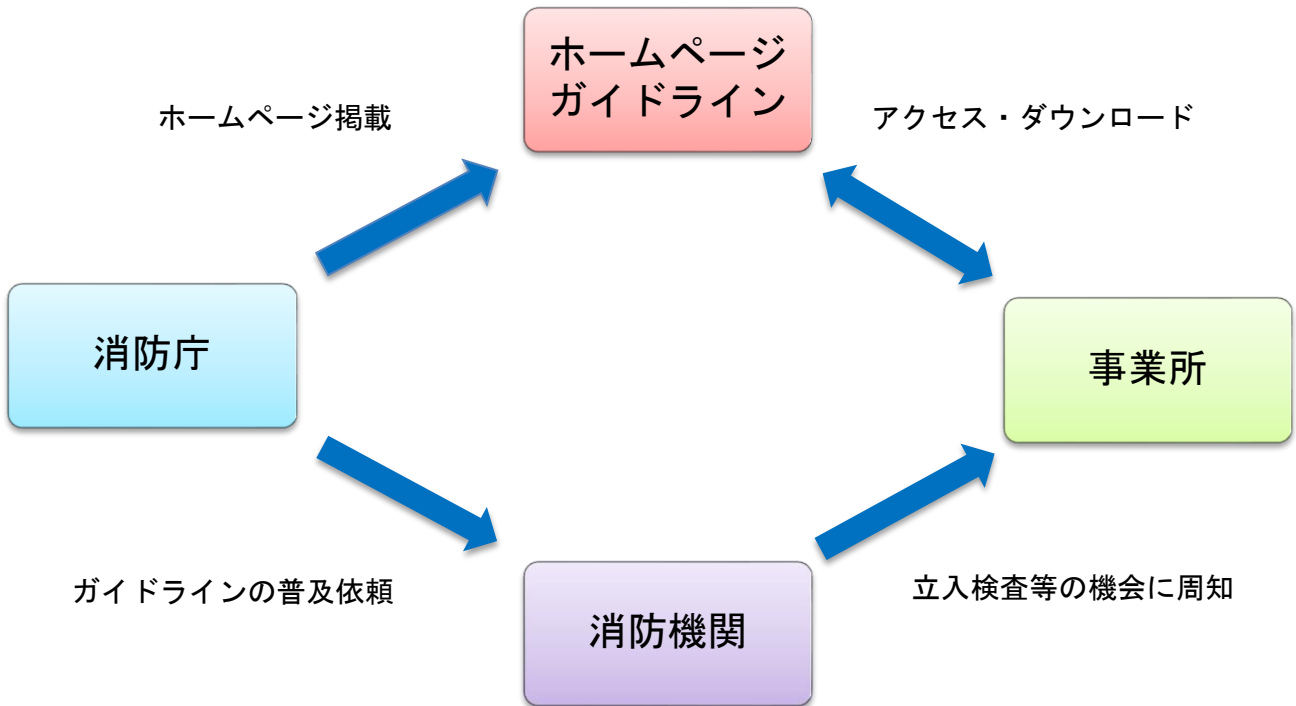 ホームページ
ガイドライン
ホームページ掲載
アクセス・ダウンロード
消防庁
事業所
ガイドラインの普及依頼
立入検査等の機会に周知
消防機関